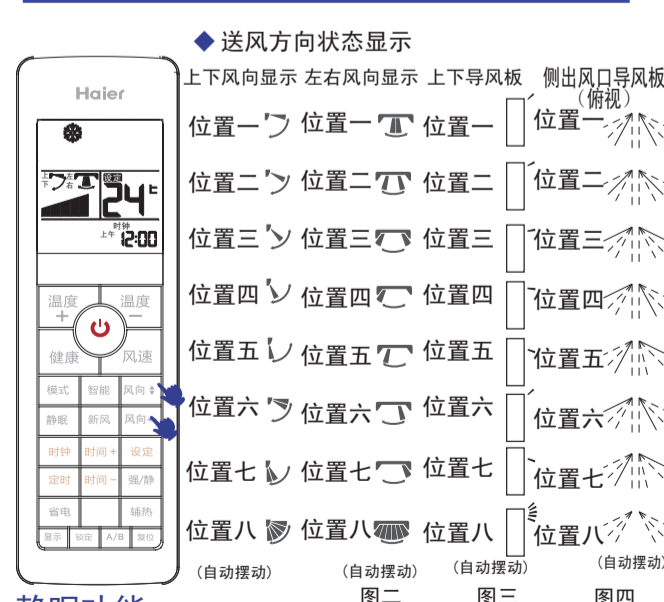 ◆ 送风方向状态显示
上下风向显示 左右风向显示 上下导风板 侧出风口导风板
（俯视）
位置一 位置一 位置一 位置一
位置二 位置二 位置二 位置二
位置三 位置三 位置三 位置三
位置四 位置四 位置四 位置四
位置五 位置五 位置五 位置五
位置六 位置六 位置六 位置六
位置七 位置七 位置七 位置七
位置八 位置八 位置八 位置八
(自动摆动) (自动摆动) (自动摆动) (自动摆动)
图二 图三 图四
Haier
上下 左右 设定
24
时钟
上午 12:00
温度 温度
+ −
健康 风速
模式 智能 风向
静眠 新风 风向
时钟 时间+ 设定
定时 时间− 强/静
省电 辅热
显示 锁定 A/B 复位